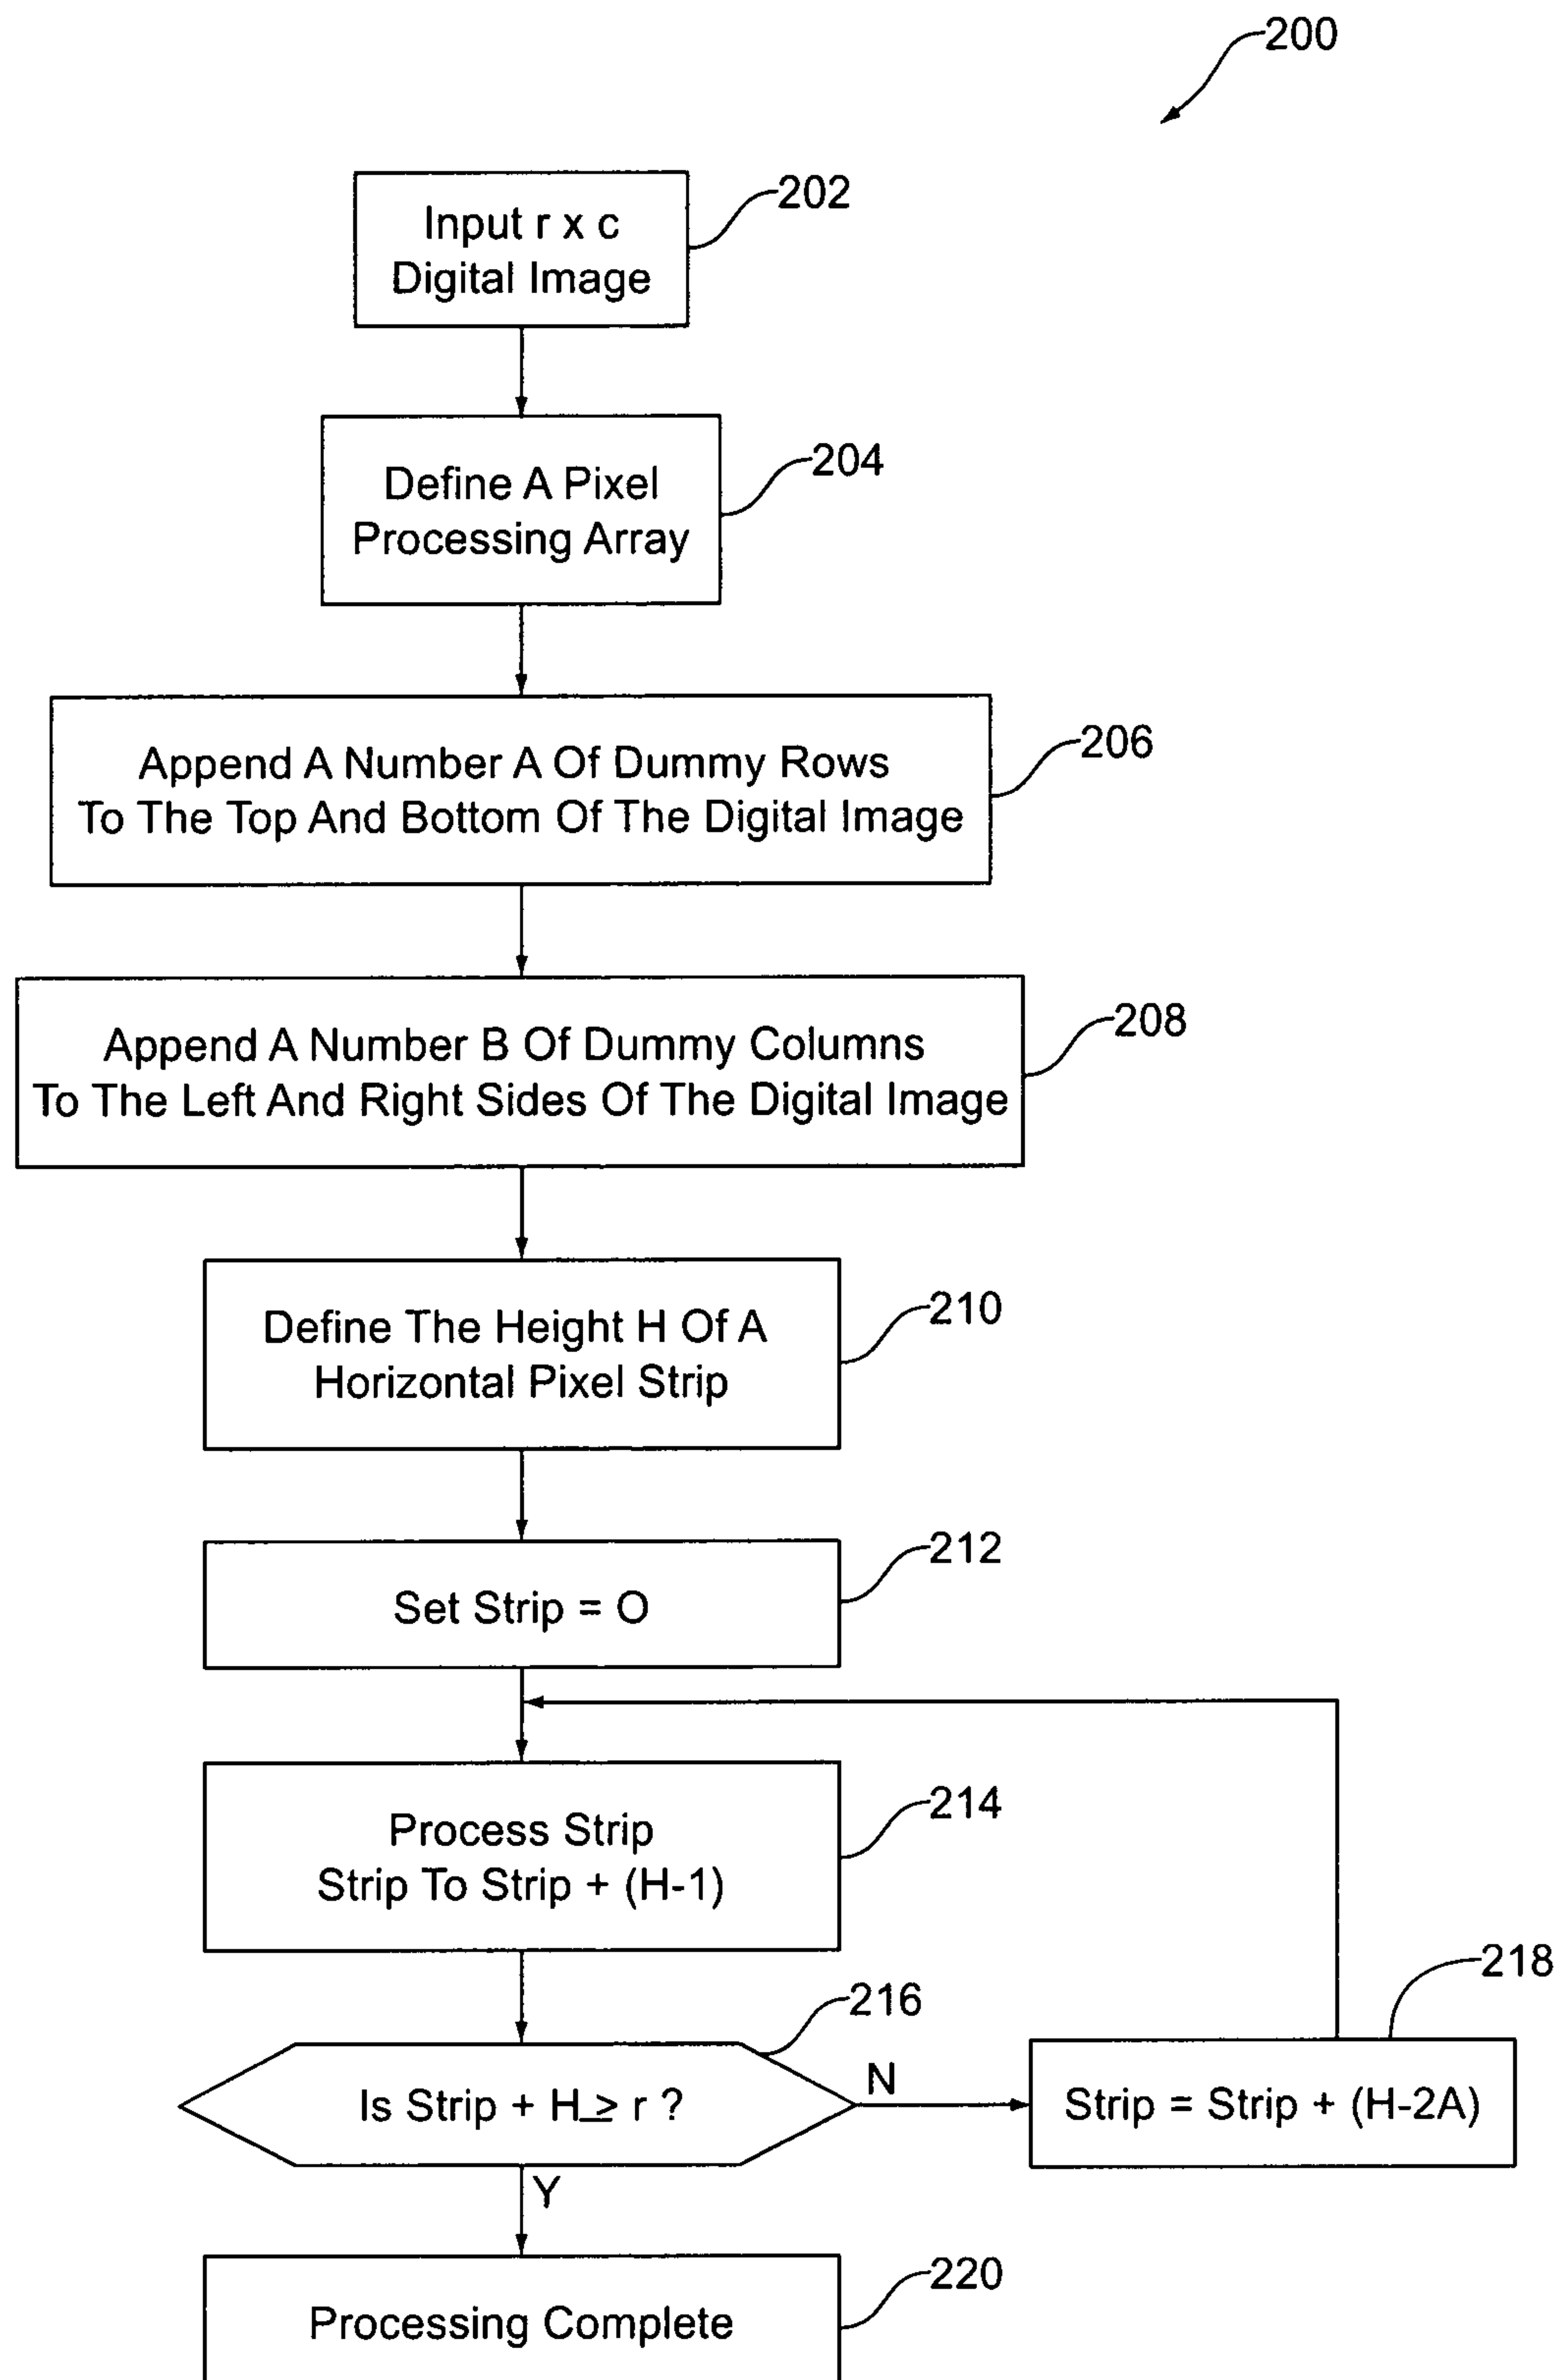 200
202
Input r x c
Digital Image
204
Define A Pixel
Processing Array
206
Append A Number A Of Dummy Rows
To The Top And Bottom Of The Digital Image
208
Append A Number B Of Dummy Columns
To The Left And Right Sides Of The Digital Image
210
Define The Height H Of A
Horizontal Pixel Strip
212
Set Strip = O
214
Process Strip
Strip To Strip + (H-1)
216
218
Is Strip + H ≥ r ?
N
Strip = Strip + (H-2A)
Y
220
Processing Complete